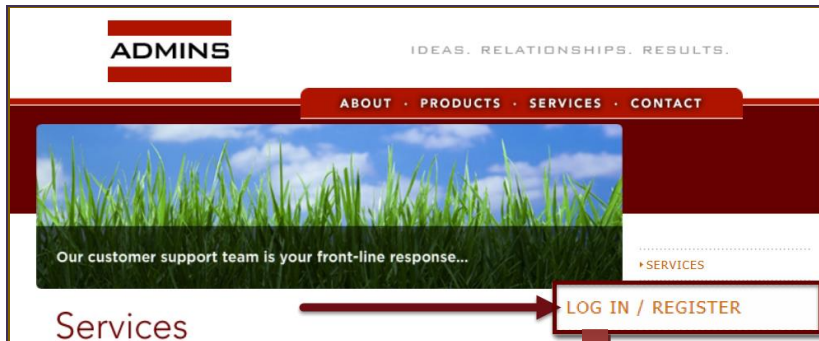 ADMINS
IDEAS. RELATIONSHIPS. RESULTS.
ABOUT · PRODUCTS · SERVICES · CONTACT
Our customer support team is your front-line response...
SERVICES
LOG IN / REGISTER
Services